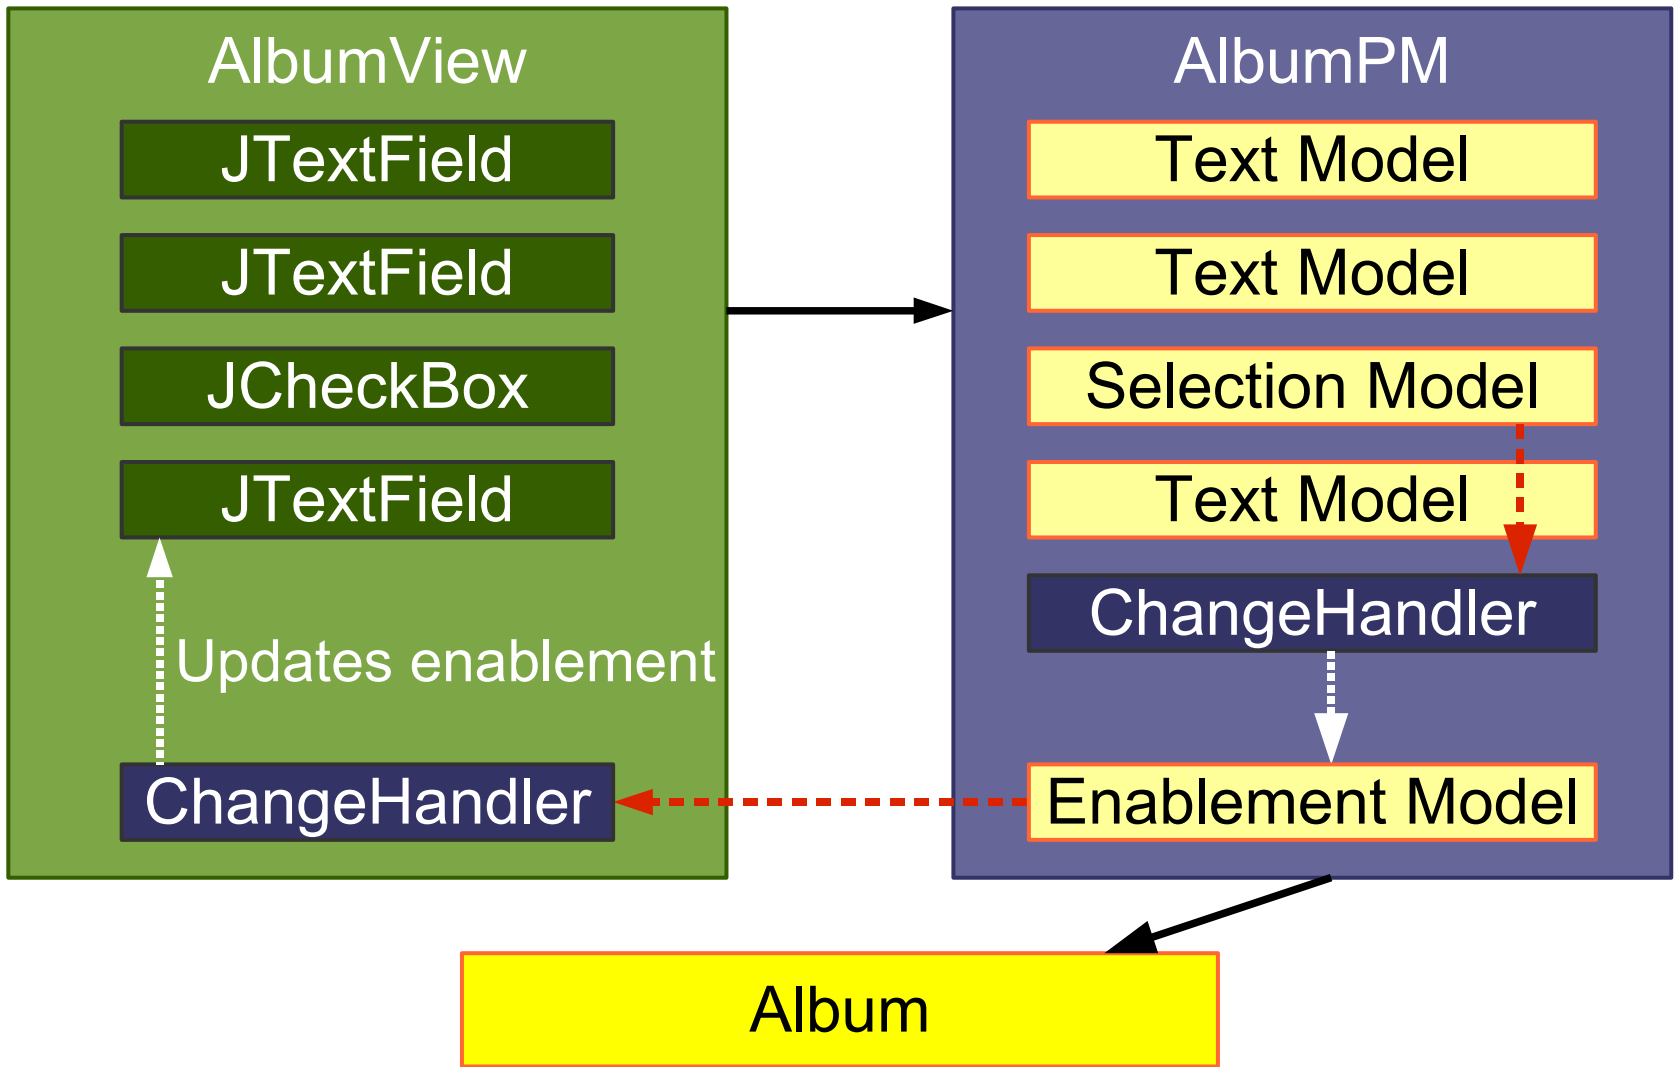 AlbumView
JTextField
JTextField
JCheckBox
JTextField
Updates enablement
ChangeHandler
AlbumPM
Text Model
Text Model
Selection Model
Text Model
ChangeHandler
Enablement Model
Album